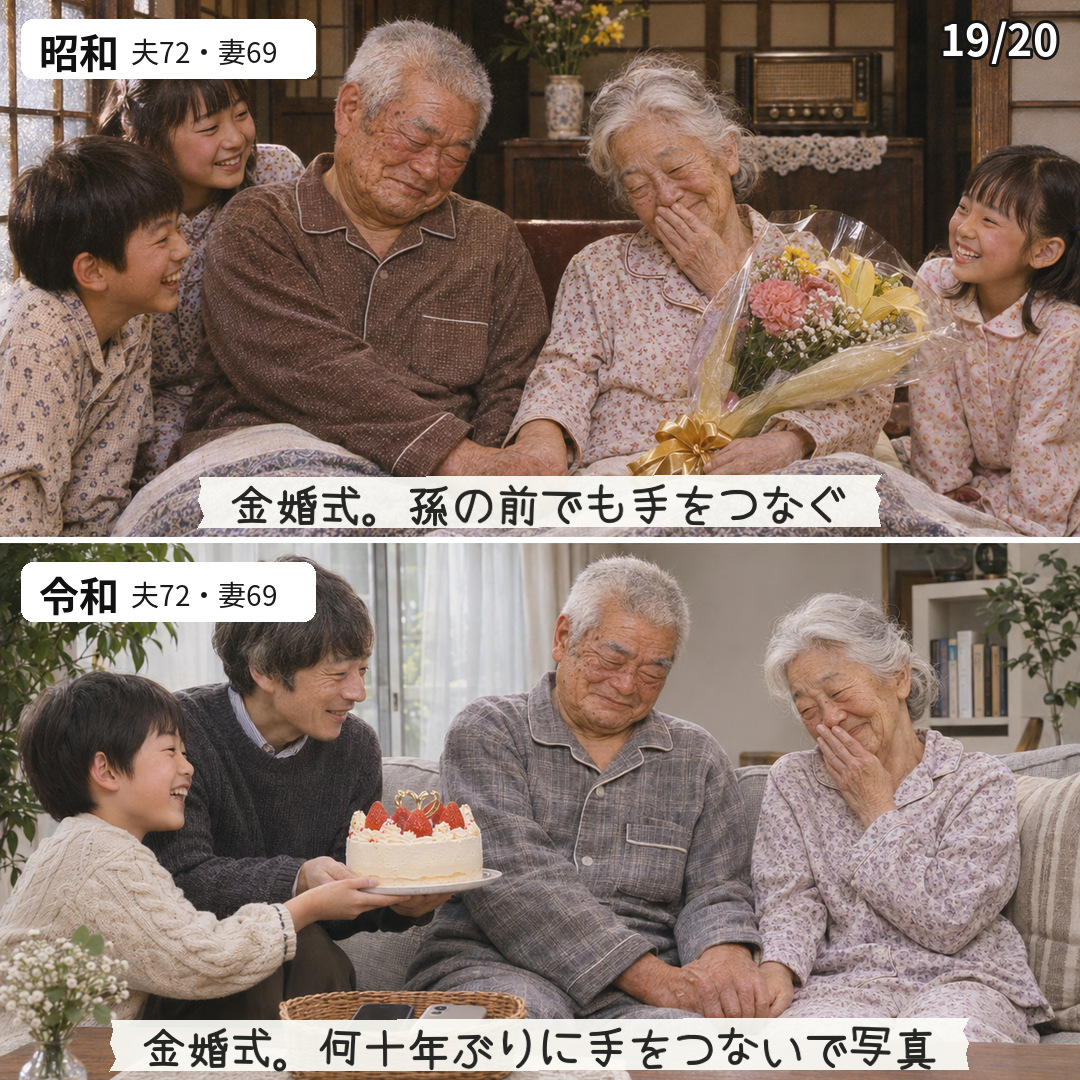 昭和 夫72・妻69
19/20
金婚式。孫の前でも手をつなぐ
令和 夫72・妻69
金婚式。何十年ぶりに手をつないで写真